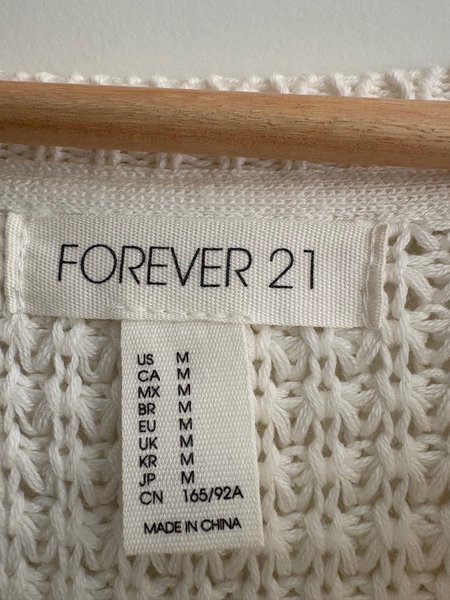 FOREVER 21
US M
CA M
MX M
BR M
EU M
UK M
KR M
JP M
CN 165/92A
MADE IN CHINA